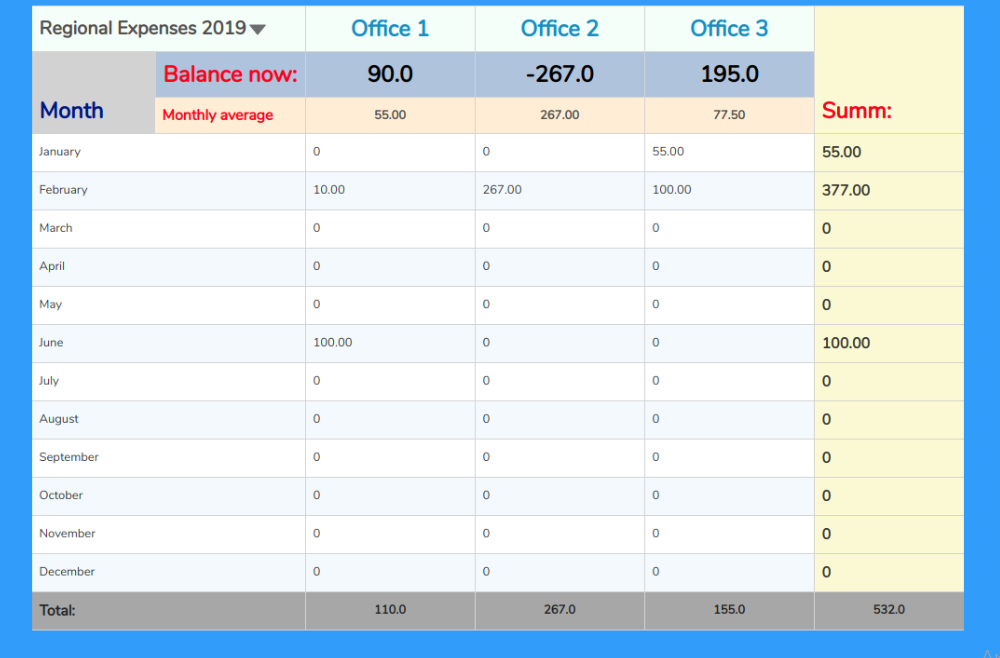 Regional Expenses 2019 Office 1 Office 2 Office 3
Balance now: 90.0 -267.0 195.0
Month Monthly average 55.00 267.00 77.50 Summ:
January 0 0 55.00 55.00
February 10.00 267.00 100.00 377.00
March 0 0 0 0
April 0 0 0 0
May 0 0 0 0
June 100.00 0 0 100.00
July 0 0 0 0
August 0 0 0 0
September 0 0 0 0
October 0 0 0 0
November 0 0 0 0
December 0 0 0 0
Total: 110.0 267.0 155.0 532.0